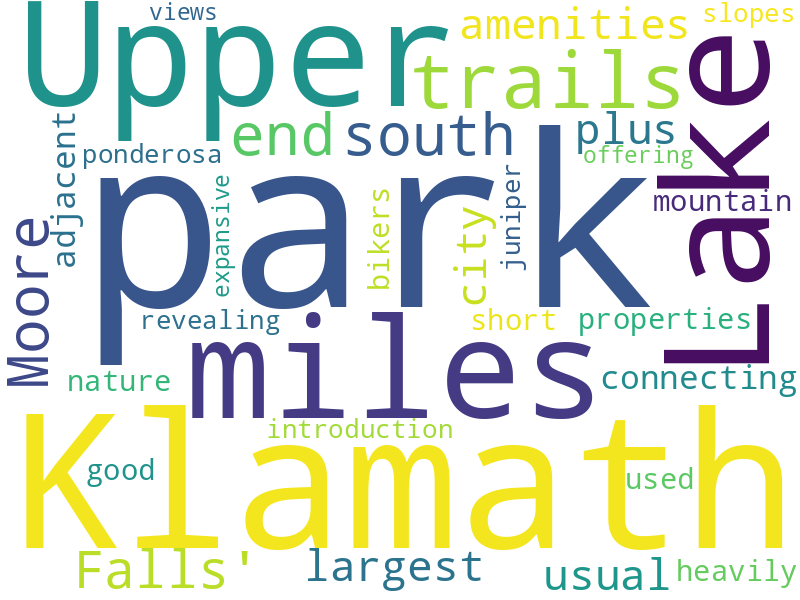 views
slopes
Upper
amenities
trails
Lake
end
south
plus
adjacent
ponderosa
offering
park
expansive
bikers
city
juniper
mountain
Moore
revealing
short
properties
miles
nature
connecting
introduction
Klamath
good
used
Falls'
largest
usual
heavily